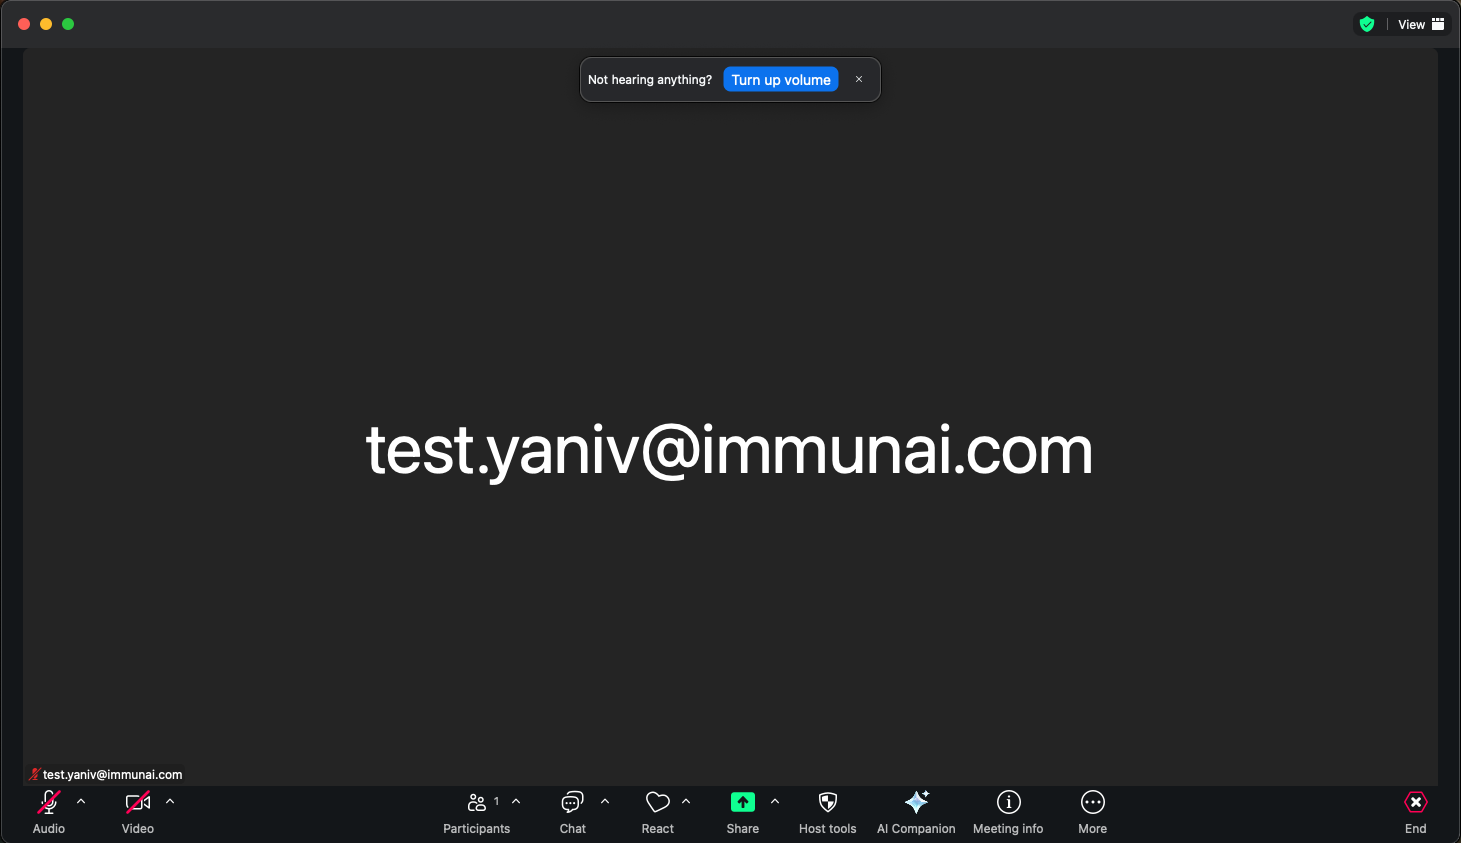 View
Not hearing anything? Turn up volume
test.yaniv@immunai.com
test.yaniv@immunai.com
1
Audio Video Participants Chat React Share Host tools AI Companion Meeting info More End